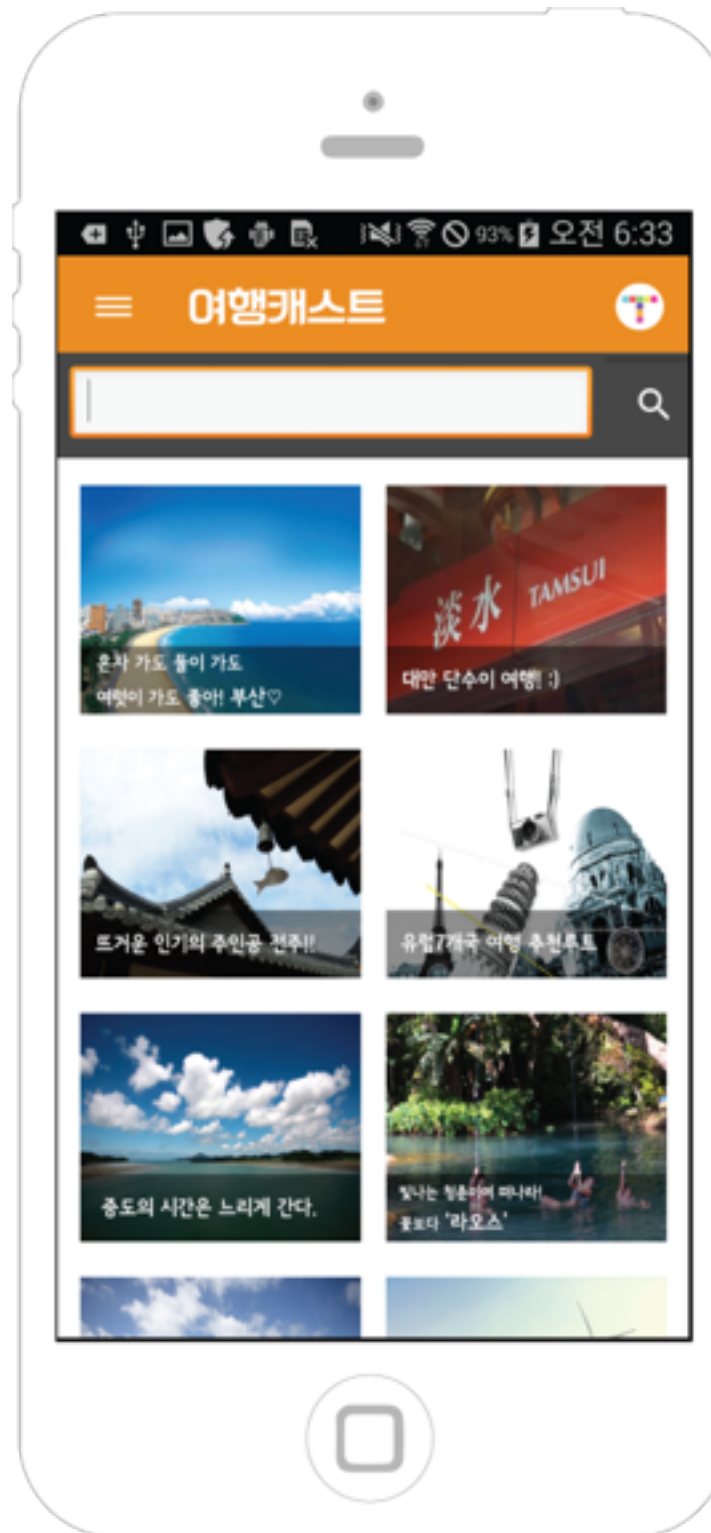 93% 오전 6:33
여행캐스트
혼자 가도 둘이 가도
여럿이 가도 좋아! 부산♡
淡水 TAMSUI
대만 단수이 여행! :)
뜨거운 인기의 주인공 전주!!
유럽7개국 여행 추천루트
증도의 시간은 느리게 간다.
빛나는 청춘이여 떠나라!
꽃보다 '라오스'